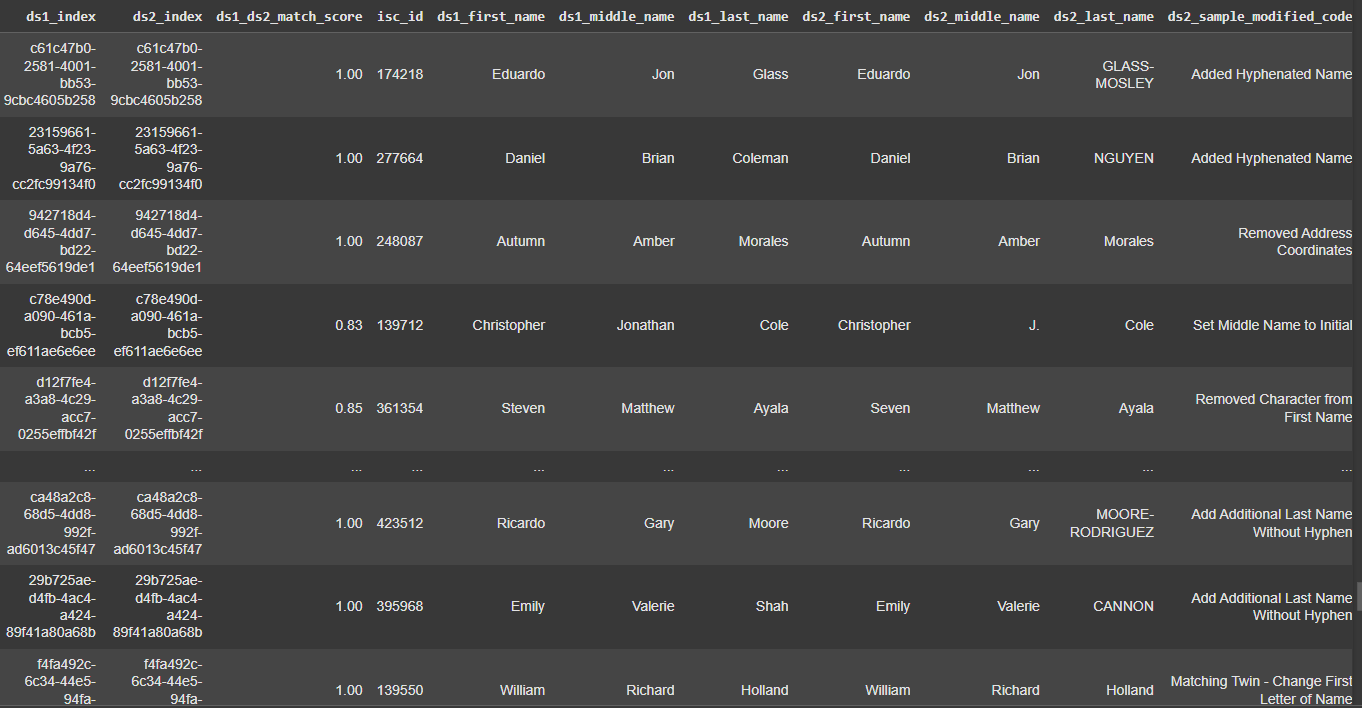 ds1_index ds2_index ds1_ds2_match_score isc_id ds1_first_name ds1_middle_name ds1_last_name ds2_first_name ds2_middle_name ds2_last_name ds2_sample_modified_code
c61c47b0-2581-4001-bb53-9cbc4605b258 c61c47b0-2581-4001-bb53-9cbc4605b258 1.00 174218 Eduardo Jon Glass Eduardo Jon GLASS-MOSLEY Added Hyphenated Name
23159661-5a63-4f23-9a76-cc2fc99134f0 23159661-5a63-4f23-9a76-cc2fc99134f0 1.00 277664 Daniel Brian Coleman Daniel Brian NGUYEN Added Hyphenated Name
942718d4-d645-4dd7-bd22-64eef5619de1 942718d4-d645-4dd7-bd22-64eef5619de1 1.00 248087 Autumn Amber Morales Autumn Amber Morales Removed Address Coordinates
c78e490d-a090-461a-bcb5-ef611ae6e6ee c78e490d-a090-461a-bcb5-ef611ae6e6ee 0.83 139712 Christopher Jonathan Cole Christopher J. Cole Set Middle Name to Initial
d12f7fe4-a3a8-4c29-acc7-0255effbf42f d12f7fe4-a3a8-4c29-acc7-0255effbf42f 0.85 361354 Steven Matthew Ayala Seven Matthew Ayala Removed Character from First Name
... ... ... ... ... ... ... ... ... ... ...
ca48a2c8-68d5-4dd8-992f-ad6013c45f47 ca48a2c8-68d5-4dd8-992f-ad6013c45f47 1.00 423512 Ricardo Gary Moore Ricardo Gary MOORE-RODRIGUEZ Add Additional Last Name Without Hyphen
29b725ae-d4fb-4ac4-a424-89f41a80a68b 29b725ae-d4fb-4ac4-a424-89f41a80a68b 1.00 395968 Emily Valerie Shah Emily Valerie CANNON Add Additional Last Name Without Hyphen
f4fa492c-6c34-44e5-94fa- f4fa492c-6c34-44e5-94fa- 1.00 139550 William Richard Holland William Richard Holland Matching Twin - Change First Letter of Name